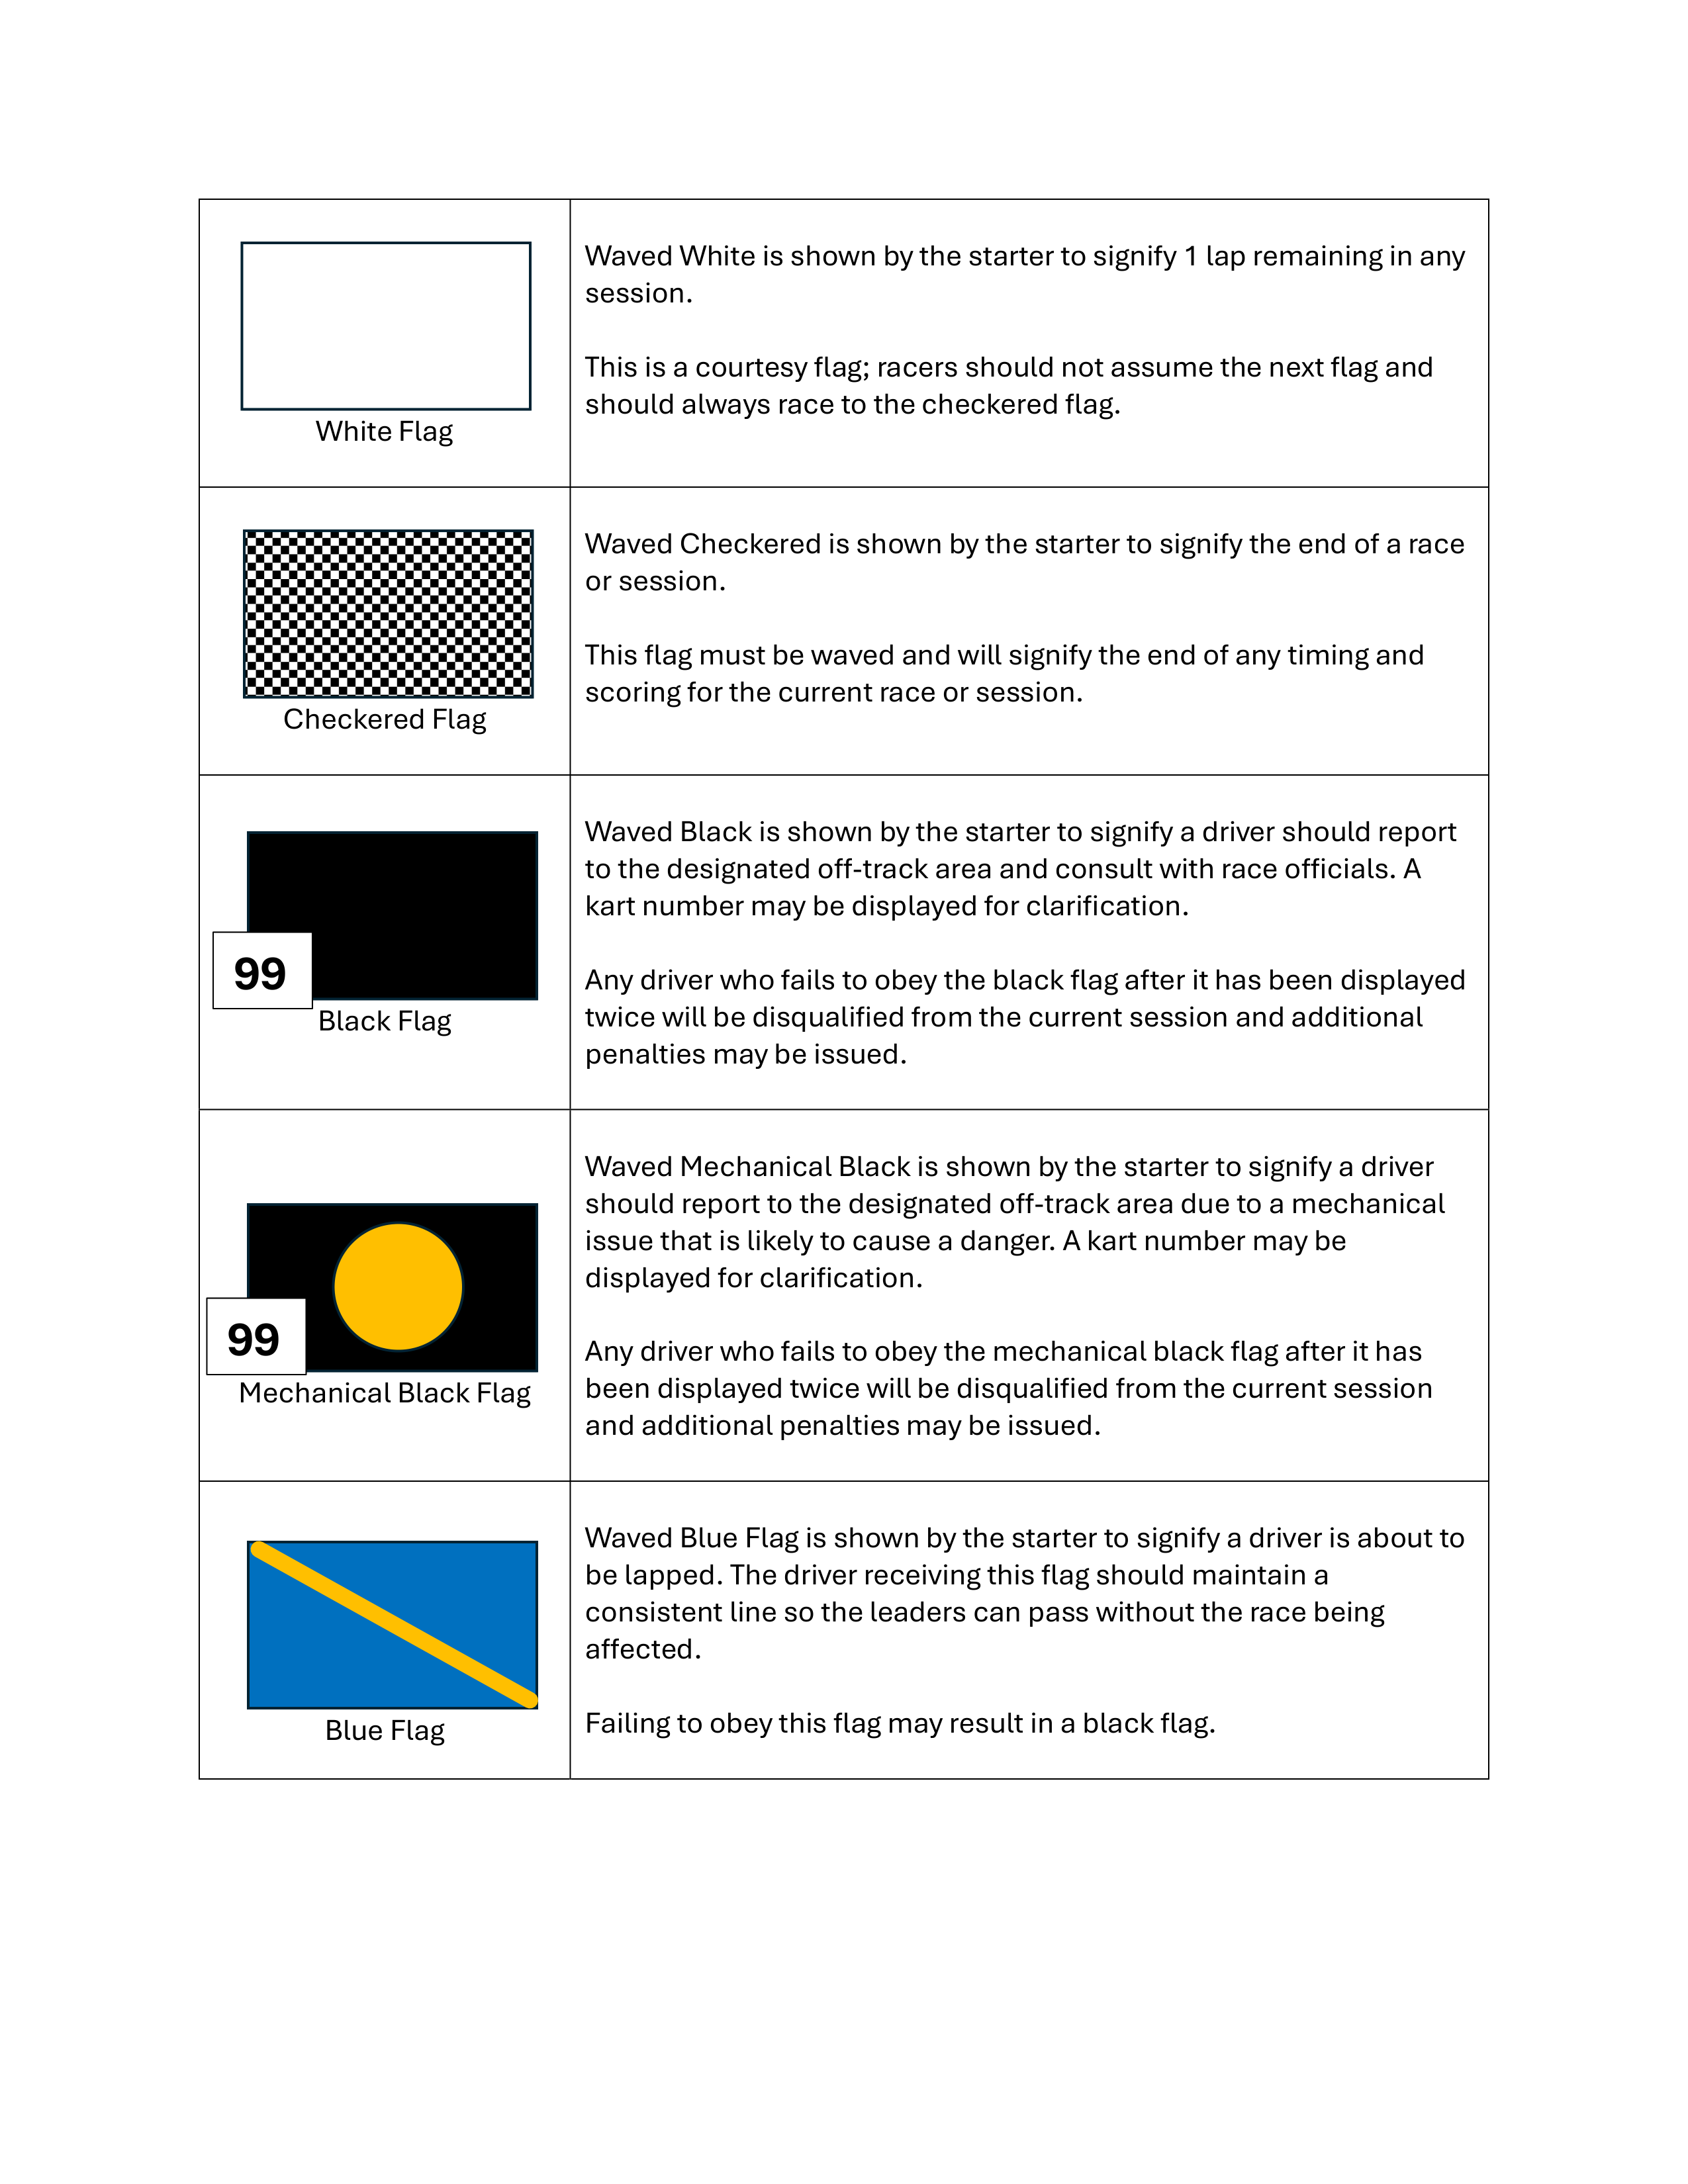 White Flag
Waved White is shown by the starter to signify 1 lap remaining in any
session.
This is a courtesy flag; racers should not assume the next flag and
should always race to the checkered flag.
Checkered Flag
Waved Checkered is shown by the starter to signify the end of a race
or session.
This flag must be waved and will signify the end of any timing and
scoring for the current race or session.
99
Black Flag
Waved Black is shown by the starter to signify a driver should report
to the designated off-track area and consult with race officials. A
kart number may be displayed for clarification.
Any driver who fails to obey the black flag after it has been displayed
twice will be disqualified from the current session and additional
penalties may be issued.
99
Mechanical Black Flag
Waved Mechanical Black is shown by the starter to signify a driver
should report to the designated off-track area due to a mechanical
issue that is likely to cause a danger. A kart number may be
displayed for clarification.
Any driver who fails to obey the mechanical black flag after it has
been displayed twice will be disqualified from the current session
and additional penalties may be issued.
Blue Flag
Waved Blue Flag is shown by the starter to signify a driver is about to
be lapped. The driver receiving this flag should maintain a
consistent line so the leaders can pass without the race being
affected.
Failing to obey this flag may result in a black flag.